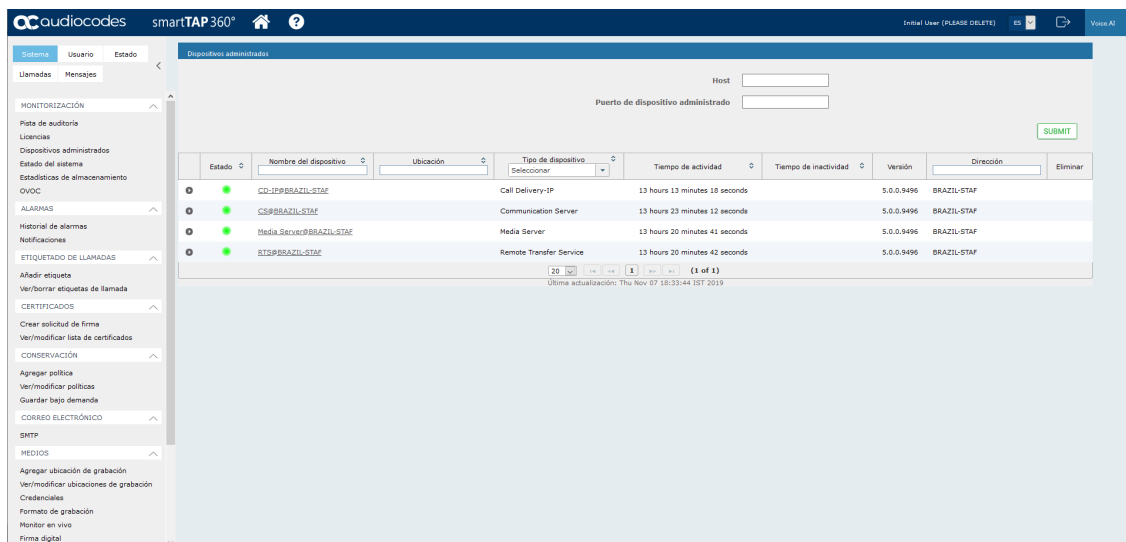 audiocodes smartTAP 360° Initial User (PLEASE DELETE) ES Voice.AI
Sistema Usuario Estado
Llamadas Mensajes
MONITORIZACIÓN
Pista de auditoría
Licencias
Dispositivos administrados
Estado del sistema
Estadísticas de almacenamiento
OVOC
ALARMAS
Historial de alarmas
Notificaciones
ETIQUETADO DE LLAMADAS
Añadir etiqueta
Ver/borrar etiquetas de llamada
CERTIFICADOS
Crear solicitud de firma
Ver/modificar lista de certificados
CONSERVACIÓN
Agregar política
Ver/modificar políticas
Guardar bajo demanda
CORREO ELECTRÓNICO
SMTP
MEDIOS
Agregar ubicación de grabación
Ver/modificar ubicaciones de grabación
Credenciales
Formato de grabación
Monitor en vivo
Firma digital
Dispositivos administrados
Host
Puerto de dispositivo administrado
SUBMIT
Estado Nombre del dispositivo Ubicación Tipo de dispositivo Seleccionar Tiempo de actividad Tiempo de inactividad Versión Dirección Eliminar
CD-IP@BRAZIL-STAF Call Delivery-IP 13 hours 13 minutes 18 seconds 5.0.0.9496 BRAZIL-STAF
CS@BRAZIL-STAF Communication Server 13 hours 23 minutes 12 seconds 5.0.0.9496 BRAZIL-STAF
Media Server@BRAZIL-STAF Media Server 13 hours 20 minutes 41 seconds 5.0.0.9496 BRAZIL-STAF
RTS@BRAZIL-STAF Remote Transfer Service 13 hours 20 minutes 42 seconds 5.0.0.9496 BRAZIL-STAF
20 1 (1 of 1)
Última actualización: Thu Nov 07 18:33:44 IST 2019